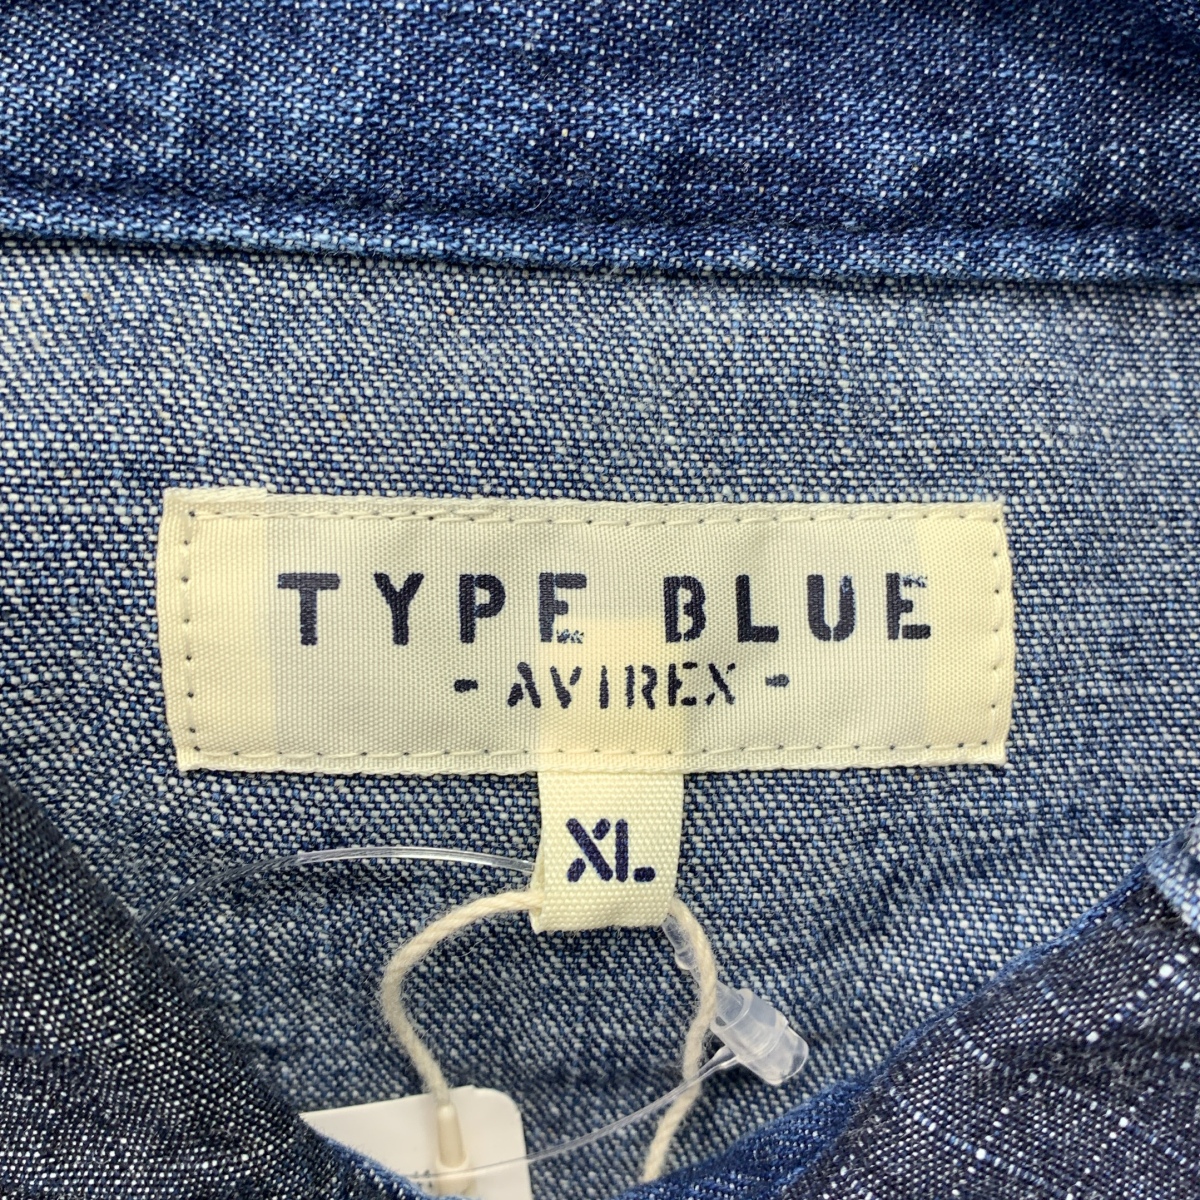 TYPE BLUE
- AVIREX -
XL